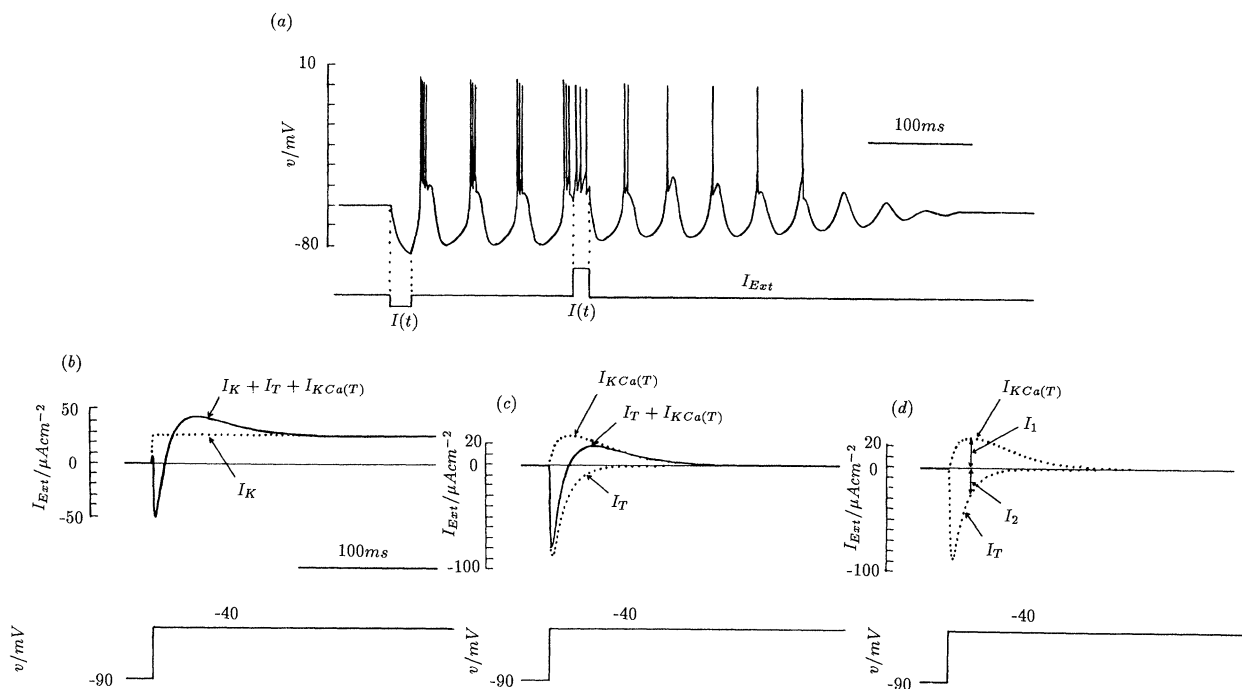 (a)
10
v/mV
-80
100ms
I_{Ext}
I(t)
I(t)
(b)
I_K + I_T + I_{KCa(T)}
50
0
-50
I_{Ext}/μAcm^{-2}
I_K
100ms
-40
v/mV
-90
(c)
I_{KCa(T)}
I_T + I_{KCa(T)}
20
0
-100
I_{Ext}/μAcm^{-2}
I_T
-40
v/mV
-90
(d)
I_{KCa(T)}
I_1
20
0
-100
I_{Ext}/μAcm^{-2}
I_2
I_T
-40
v/mV
-90